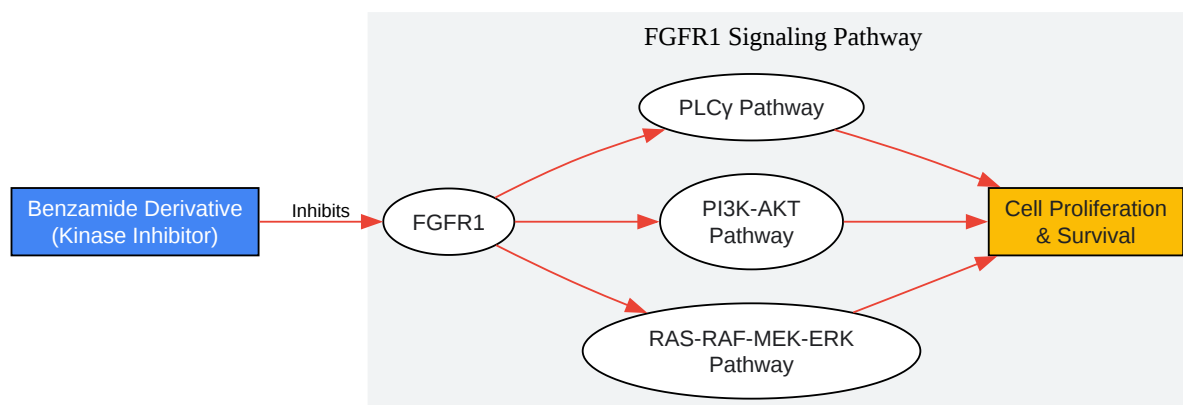 FGFR1 Signaling Pathway
PLCγ Pathway
Benzamide Derivative
(Kinase Inhibitor)
Inhibits
FGFR1
PI3K-AKT
Pathway
Cell Proliferation
& Survival
RAS-RAF-MEK-ERK
Pathway